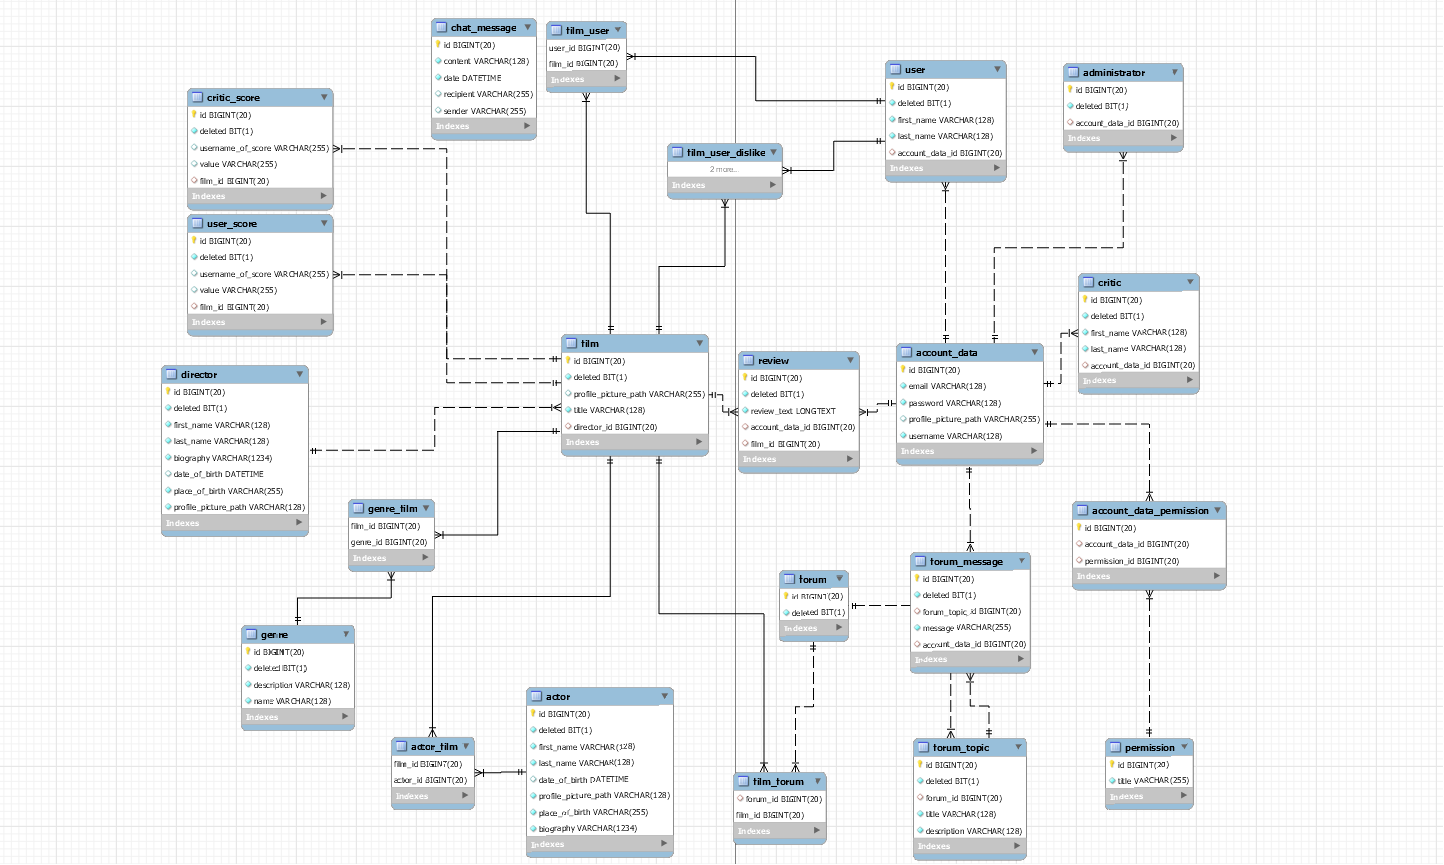 chat_message
id BIGINT(20)
content VARCHAR(128)
date DATETIME
recipient VARCHAR(255)
sender VARCHAR(255)
Indexes
film_user
user_id BIGINT(20)
film_id BIGINT(20)
Indexes
user
id BIGINT(20)
deleted BIT(1)
first_name VARCHAR(128)
last_name VARCHAR(128)
account_data_id BIGINT(20)
Indexes
administrator
id BIGINT(20)
deleted BIT(1)
account_data_id BIGINT(20)
Indexes
critic_score
id BIGINT(20)
deleted BIT(1)
username_of_score VARCHAR(255)
value VARCHAR(255)
film_id BIGINT(20)
Indexes
film_user_dislike
2 more...
Indexes
user_score
id BIGINT(20)
deleted BIT(1)
username_of_score VARCHAR(255)
value VARCHAR(255)
film_id BIGINT(20)
Indexes
critic
id BIGINT(20)
deleted BIT(1)
first_name VARCHAR(128)
last_name VARCHAR(128)
account_data_id BIGINT(20)
Indexes
film
id BIGINT(20)
deleted BIT(1)
profile_picture_path VARCHAR(255)
title VARCHAR(128)
director_id BIGINT(20)
Indexes
review
id BIGINT(20)
deleted BIT(1)
review_text LONGTEXT
account_data_id BIGINT(20)
film_id BIGINT(20)
Indexes
account_data
id BIGINT(20)
email VARCHAR(128)
password VARCHAR(128)
profile_picture_path VARCHAR(255)
username VARCHAR(128)
Indexes
director
id BIGINT(20)
deleted BIT(1)
first_name VARCHAR(128)
last_name VARCHAR(128)
biography VARCHAR(1234)
date_of_birth DATETIME
place_of_birth VARCHAR(255)
profile_picture_path VARCHAR(128)
Indexes
genre_film
film_id BIGINT(20)
genre_id BIGINT(20)
Indexes
account_data_permission
id BIGINT(20)
account_data_id BIGINT(20)
permission_id BIGINT(20)
Indexes
forum
id BIGINT(20)
deleted BIT(1)
Indexes
forum_message
id BIGINT(20)
deleted BIT(1)
forum_topic_id BIGINT(20)
message VARCHAR(255)
account_data_id BIGINT(20)
Indexes
genre
id BIGINT(20)
deleted BIT(1)
description VARCHAR(128)
name VARCHAR(128)
Indexes
actor
id BIGINT(20)
deleted BIT(1)
first_name VARCHAR(128)
last_name VARCHAR(128)
date_of_birth DATETIME
profile_picture_path VARCHAR(128)
place_of_birth VARCHAR(255)
biography VARCHAR(1234)
Indexes
actor_film
film_id BIGINT(20)
actor_id BIGINT(20)
Indexes
film_forum
forum_id BIGINT(20)
film_id BIGINT(20)
Indexes
forum_topic
id BIGINT(20)
deleted BIT(1)
forum_id BIGINT(20)
title VARCHAR(128)
description VARCHAR(128)
Indexes
permission
id BIGINT(20)
title VARCHAR(255)
Indexes